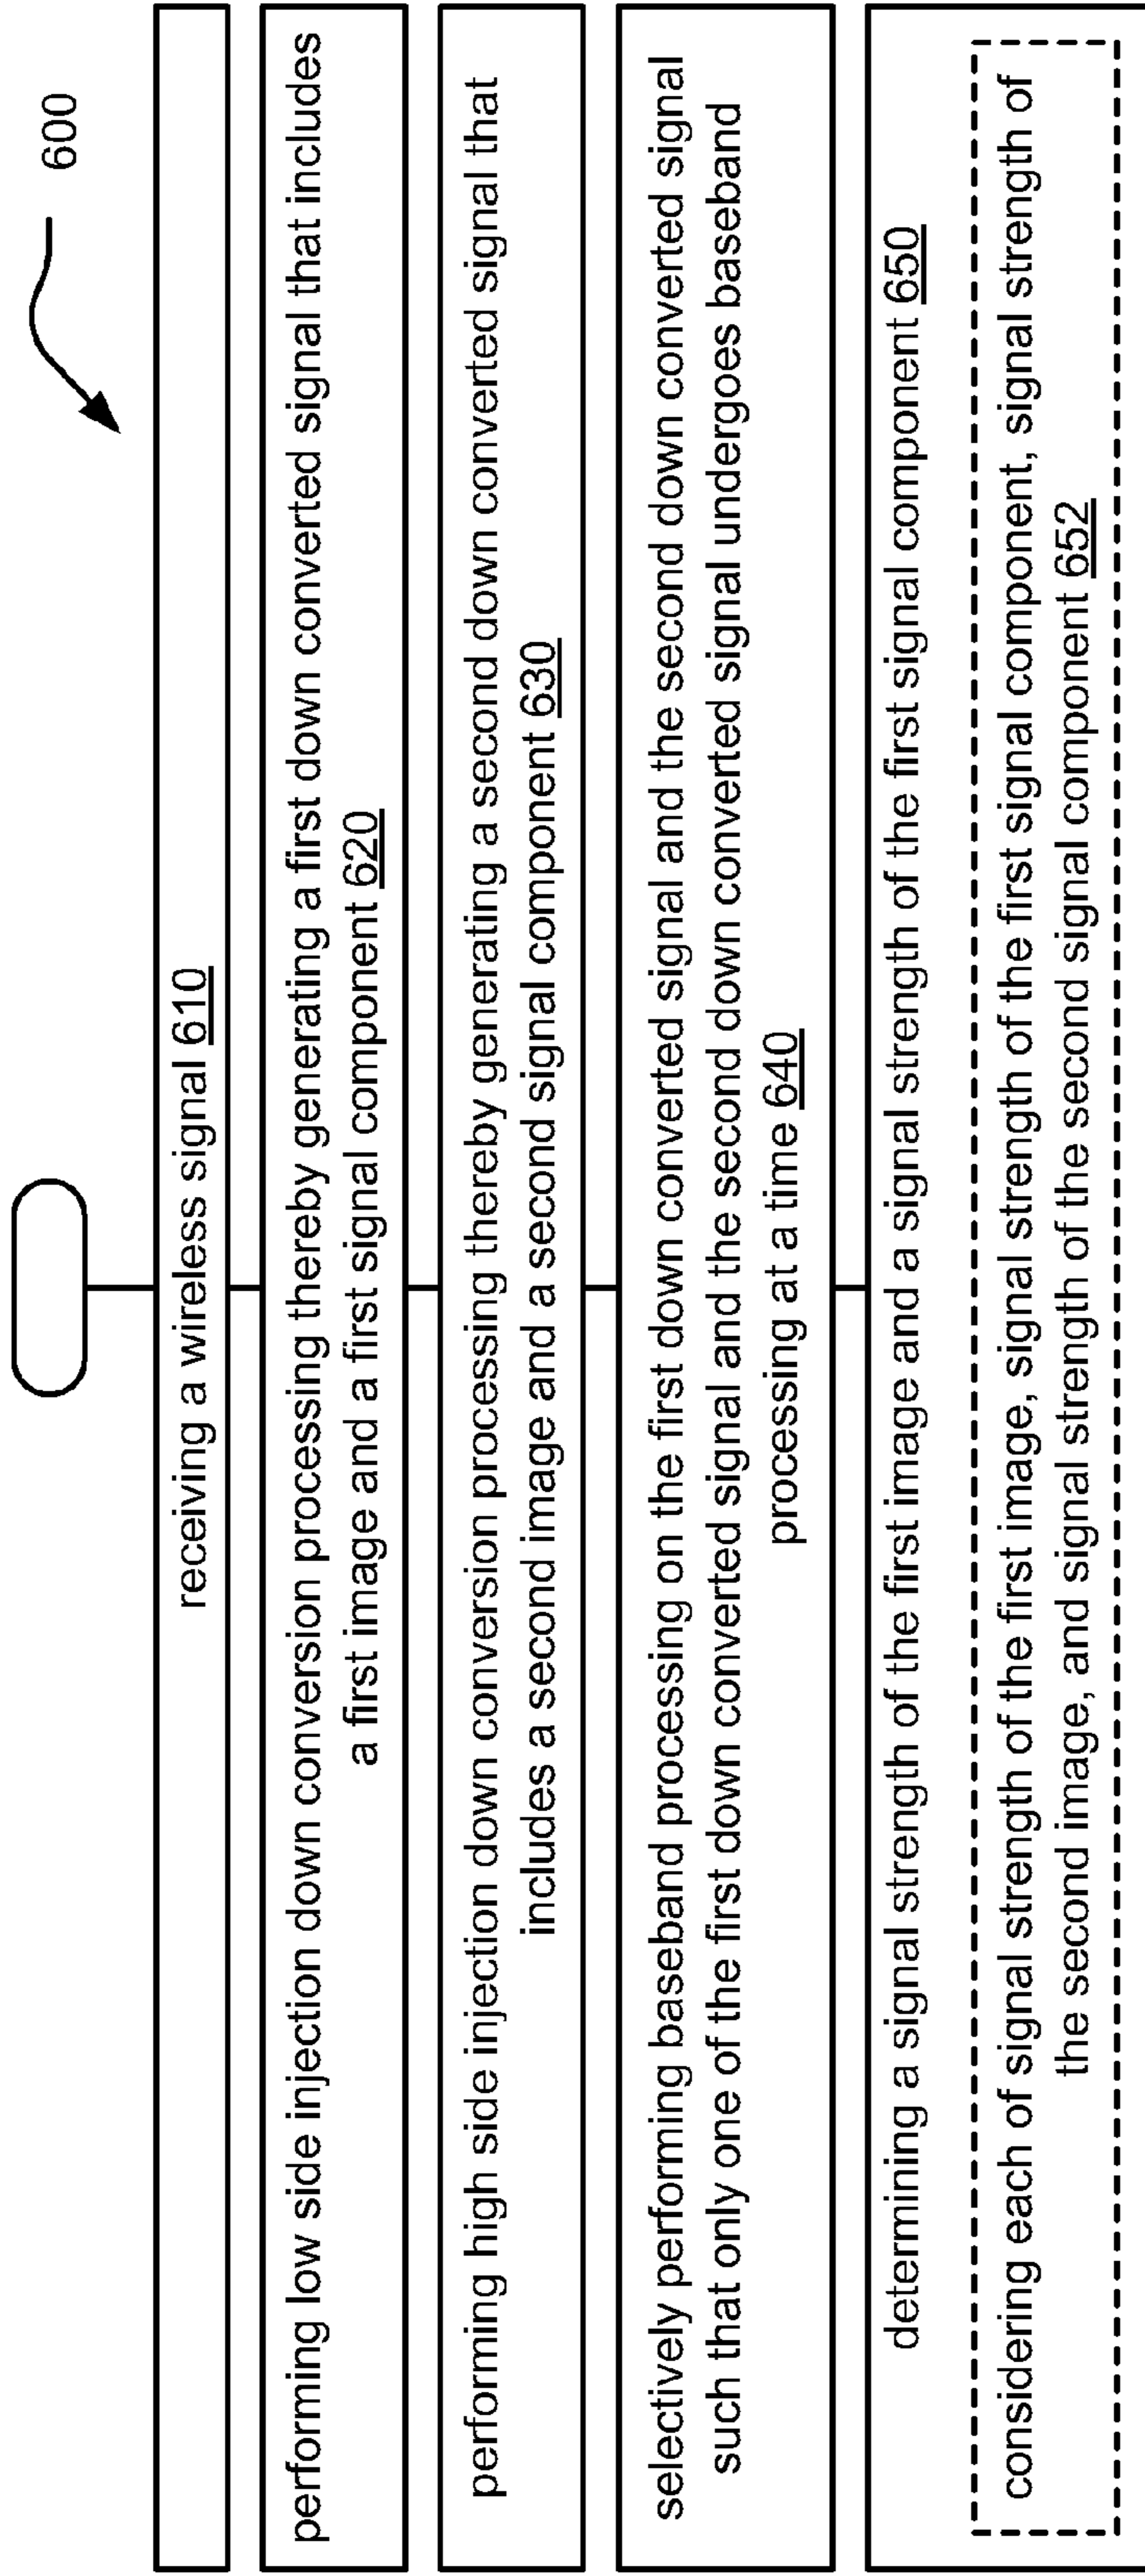 600
receiving a wireless signal 610
performing low side injection down conversion processing thereby generating a first down converted signal that includes
a first image and a first signal component 620
performing high side injection down conversion processing thereby generating a second down converted signal that
includes a second image and a second signal component 630
selectively performing baseband processing on the first down converted signal and the second down converted signal
such that only one of the first down converted signal and the second down converted signal undergoes baseband
processing at a time 640
determining a signal strength of the first image and a signal strength of the first signal component 650
considering each of signal strength of the first image, signal strength of the first signal component, signal strength of
the second image, and signal strength of the second signal component 652